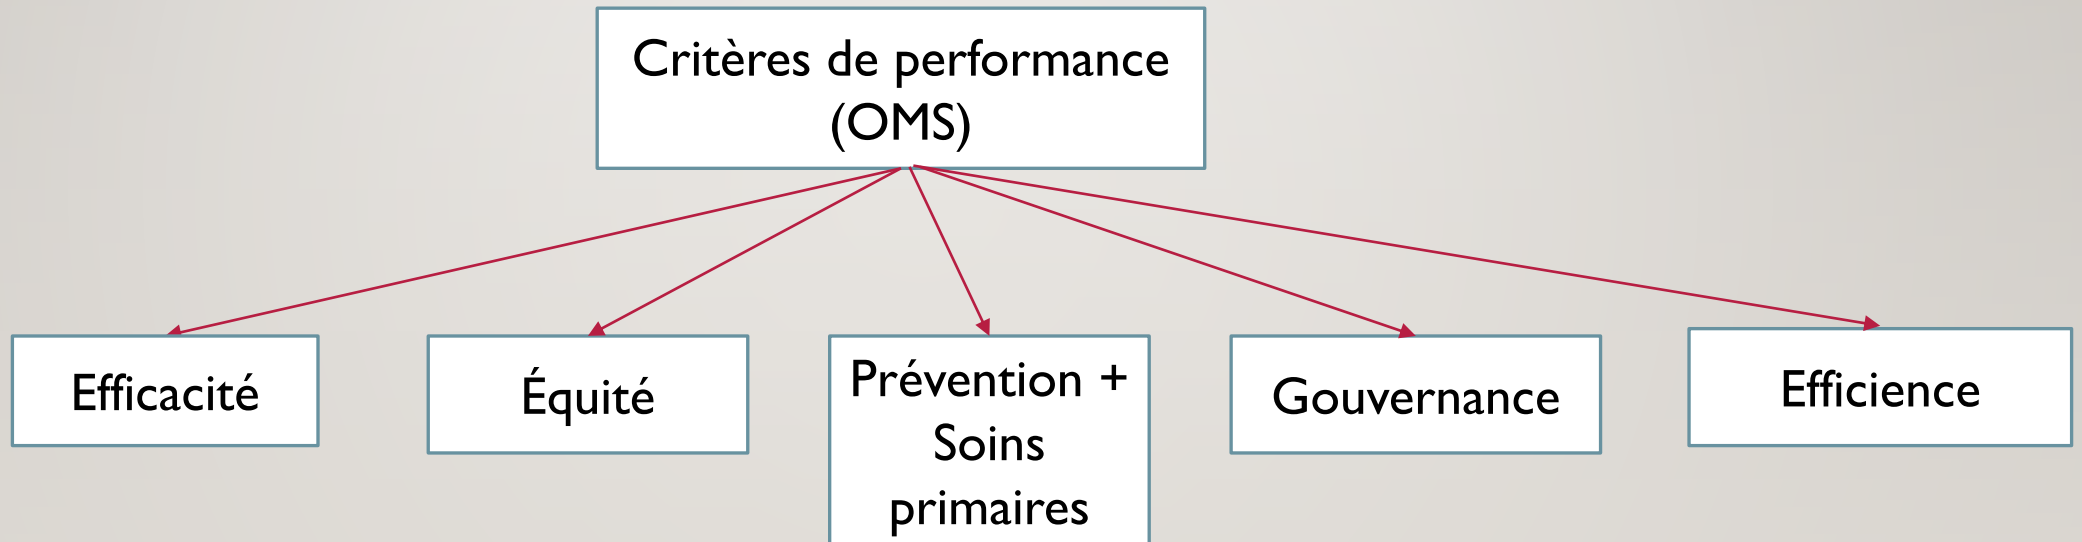 Critères de performance
(OMS)
Efficacité
Équité
Prévention +
Soins
primaires
Gouvernance
Efficience